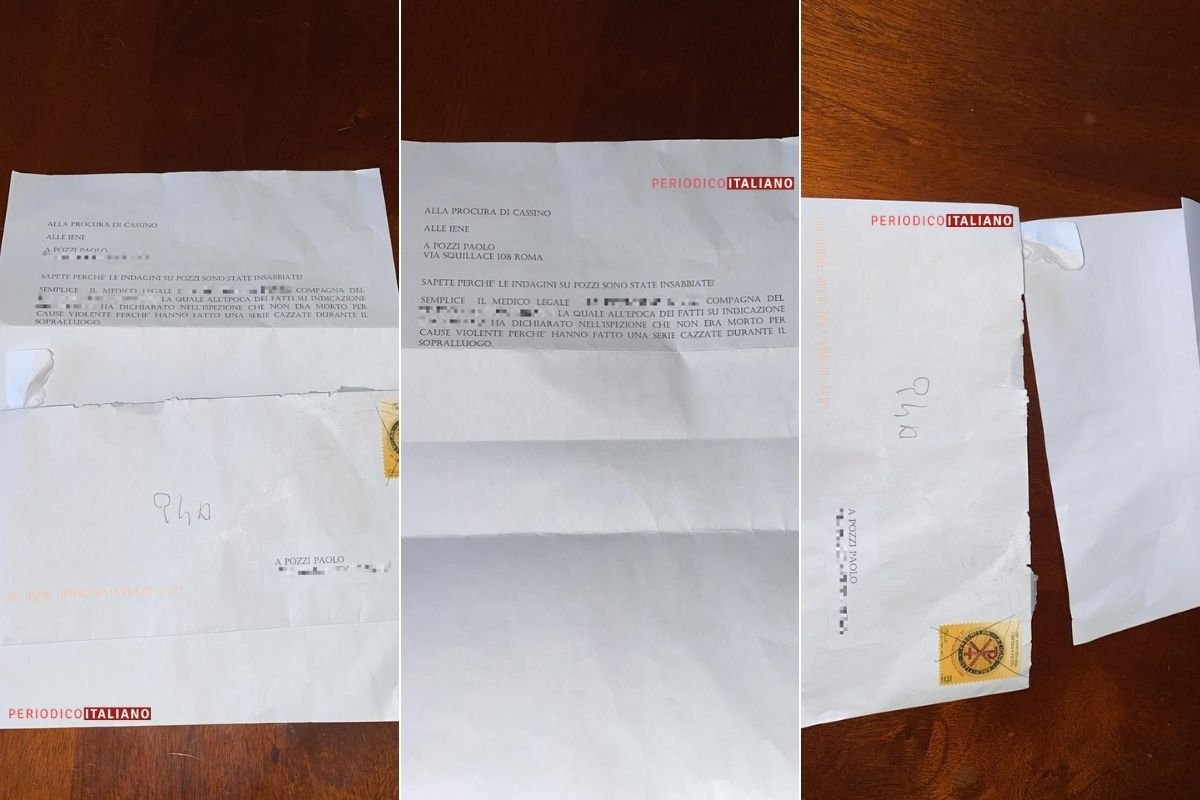 ALLA PROCURA DI CASSINO
ALLE IENE
A POZZI PAOLO
SAPETE PERCHE' LE INDAGINI SU POZZI SONO STATE INSABBIATE!
SEMPLICE IL MEDICO LEGALE E COMPAGNA DEL
LA QUALE ALL'EPOCA DEI FATTI SU INDICAZIONE
HA DICHIARATO NELL'ISPEZIONE CHE NON ERA MORTO PER
CAUSE VIOLENTE PERCHE' HANNO FATTO UNA SERIE CAZZATE DURANTE IL
SOPRALLUOGO.
A POZZI PAOLO
PERIODICOITALIANO
PERIODICOITALIANO
ALLA PROCURA DI CASSINO
ALLE IENE
A POZZI PAOLO
VIA SQUILLACE 108 ROMA
SAPETE PERCHE' LE INDAGINI SU POZZI SONO STATE INSABBIATE!
SEMPLICE IL MEDICO LEGALE COMPAGNA DEL
LA QUALE ALL'EPOCA DEI FATTI SU INDICAZIONE
HA DICHIARATO NELL'ISPEZIONE CHE NON ERA MORTO PER
CAUSE VIOLENTE PERCHE' HANNO FATTO UNA SERIE CAZZATE DURANTE IL
SOPRALLUOGO.
PERIODICOITALIANO
A POZZI PAOLO